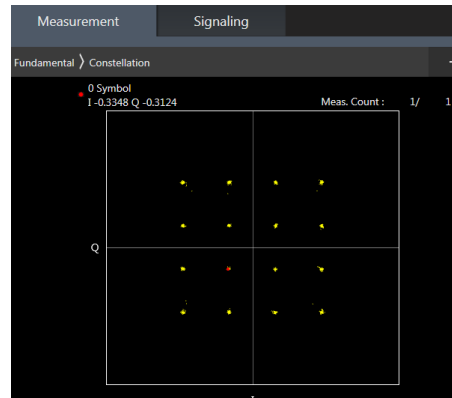 Measurement Signaling
Fundamental 〉 Constellation
0 Symbol
I -0.3348 Q -0.3124 Meas. Count : 1/ 1
Q